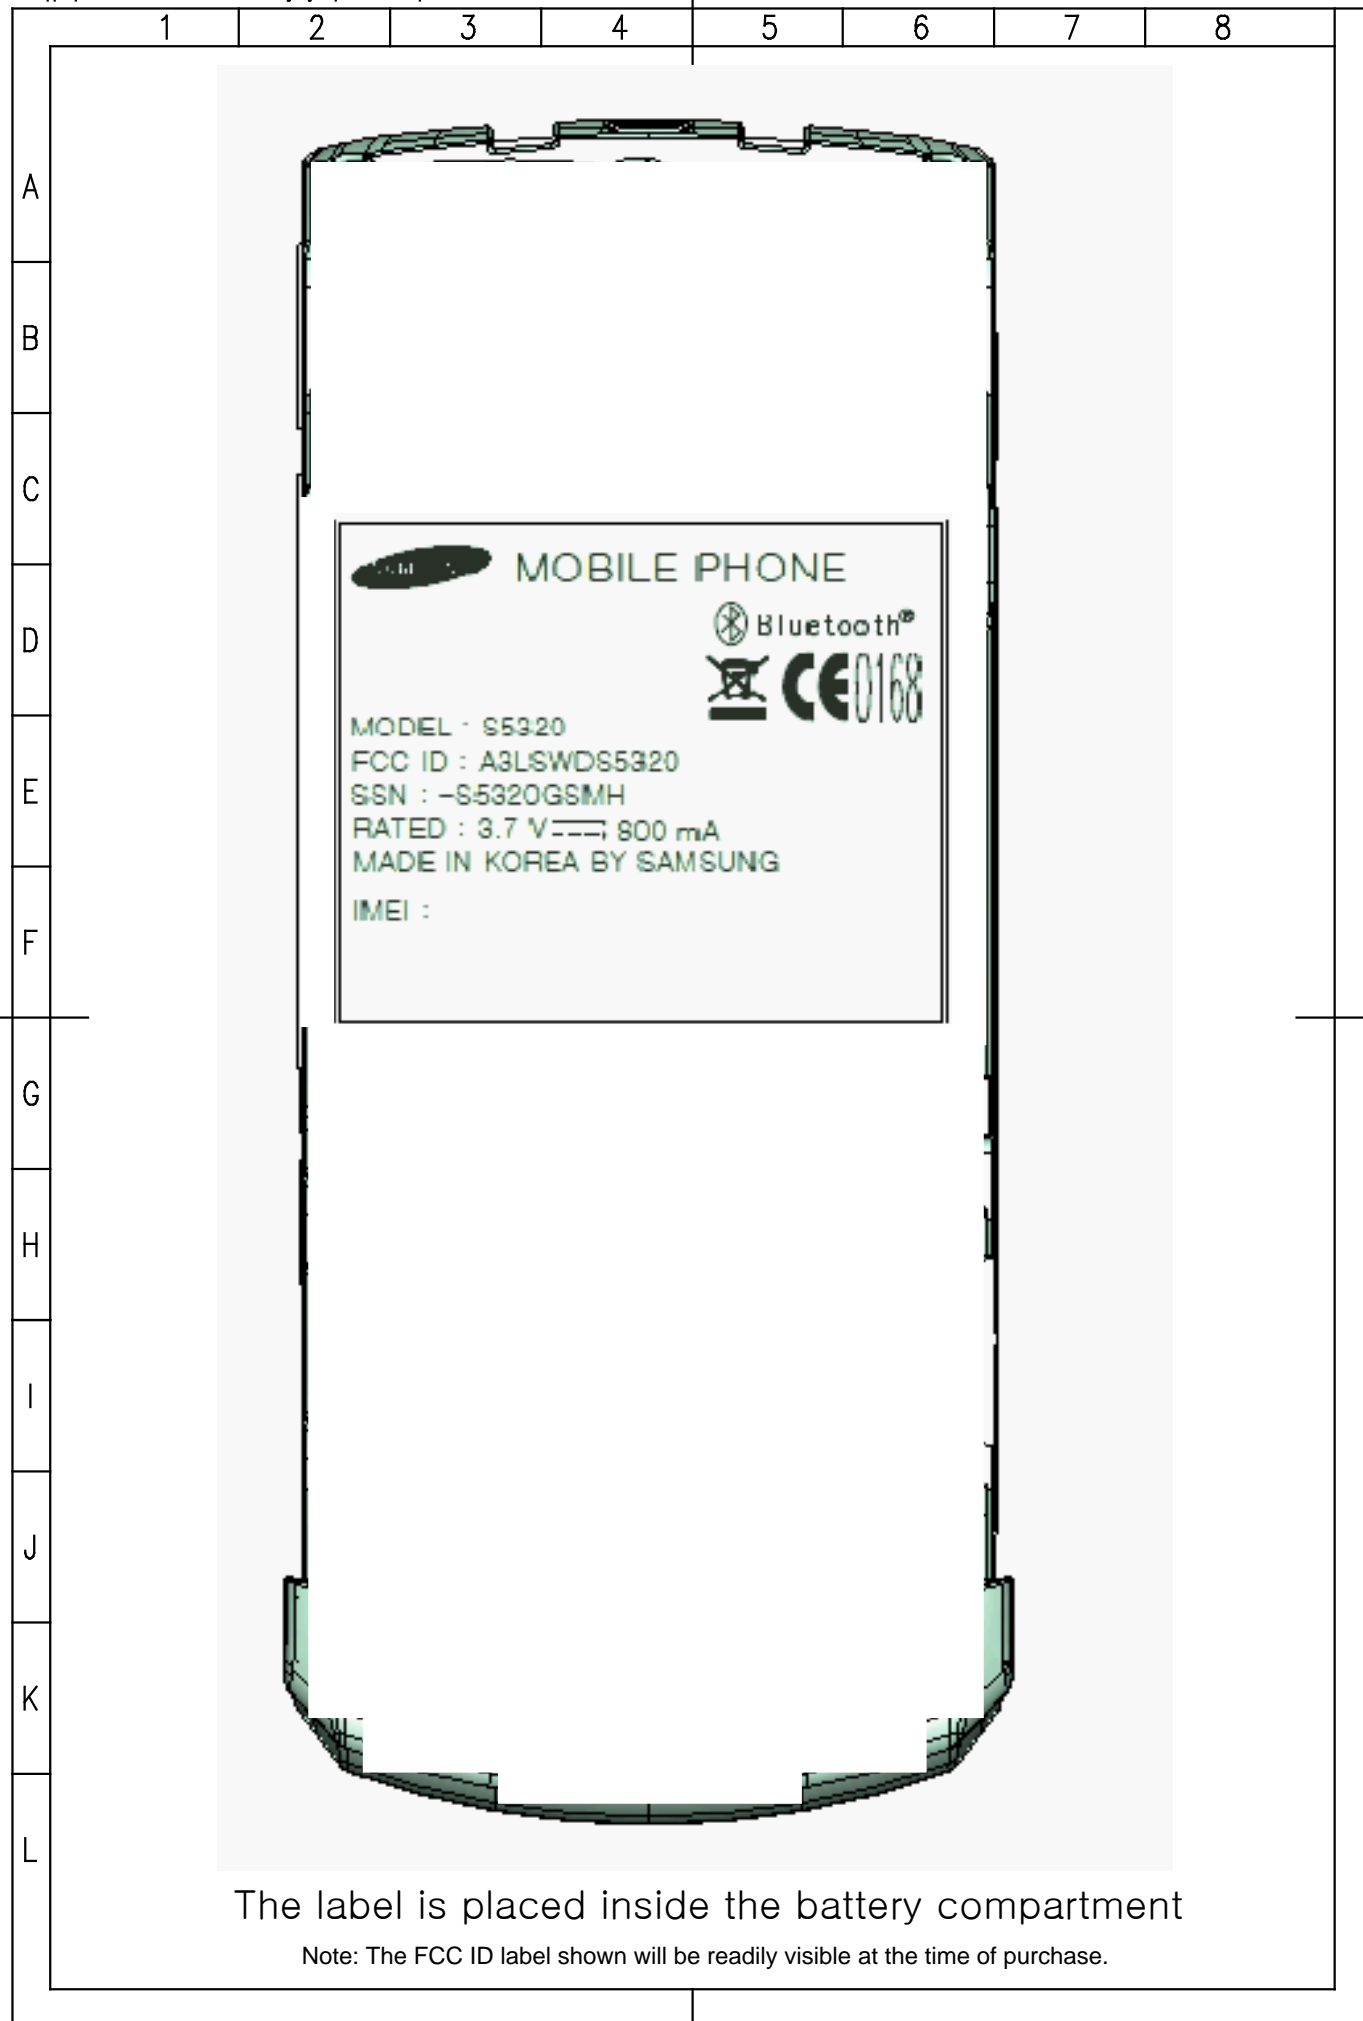 1 2 3 4 5 6 7 8
A
B
C
MOBILE PHONE
D
Bluetooth®
CE0168
MODEL : S5320
FCC ID : A3LSWDS5320
E
SSN : -S5320GSMH
RATED : 3.7 V 800 mA
MADE IN KOREA BY SAMSUNG
IMEI :
F
G
H
I
J
K
L
The label is placed inside the battery compartment
Note: The FCC ID label shown will be readily visible at the time of purchase.